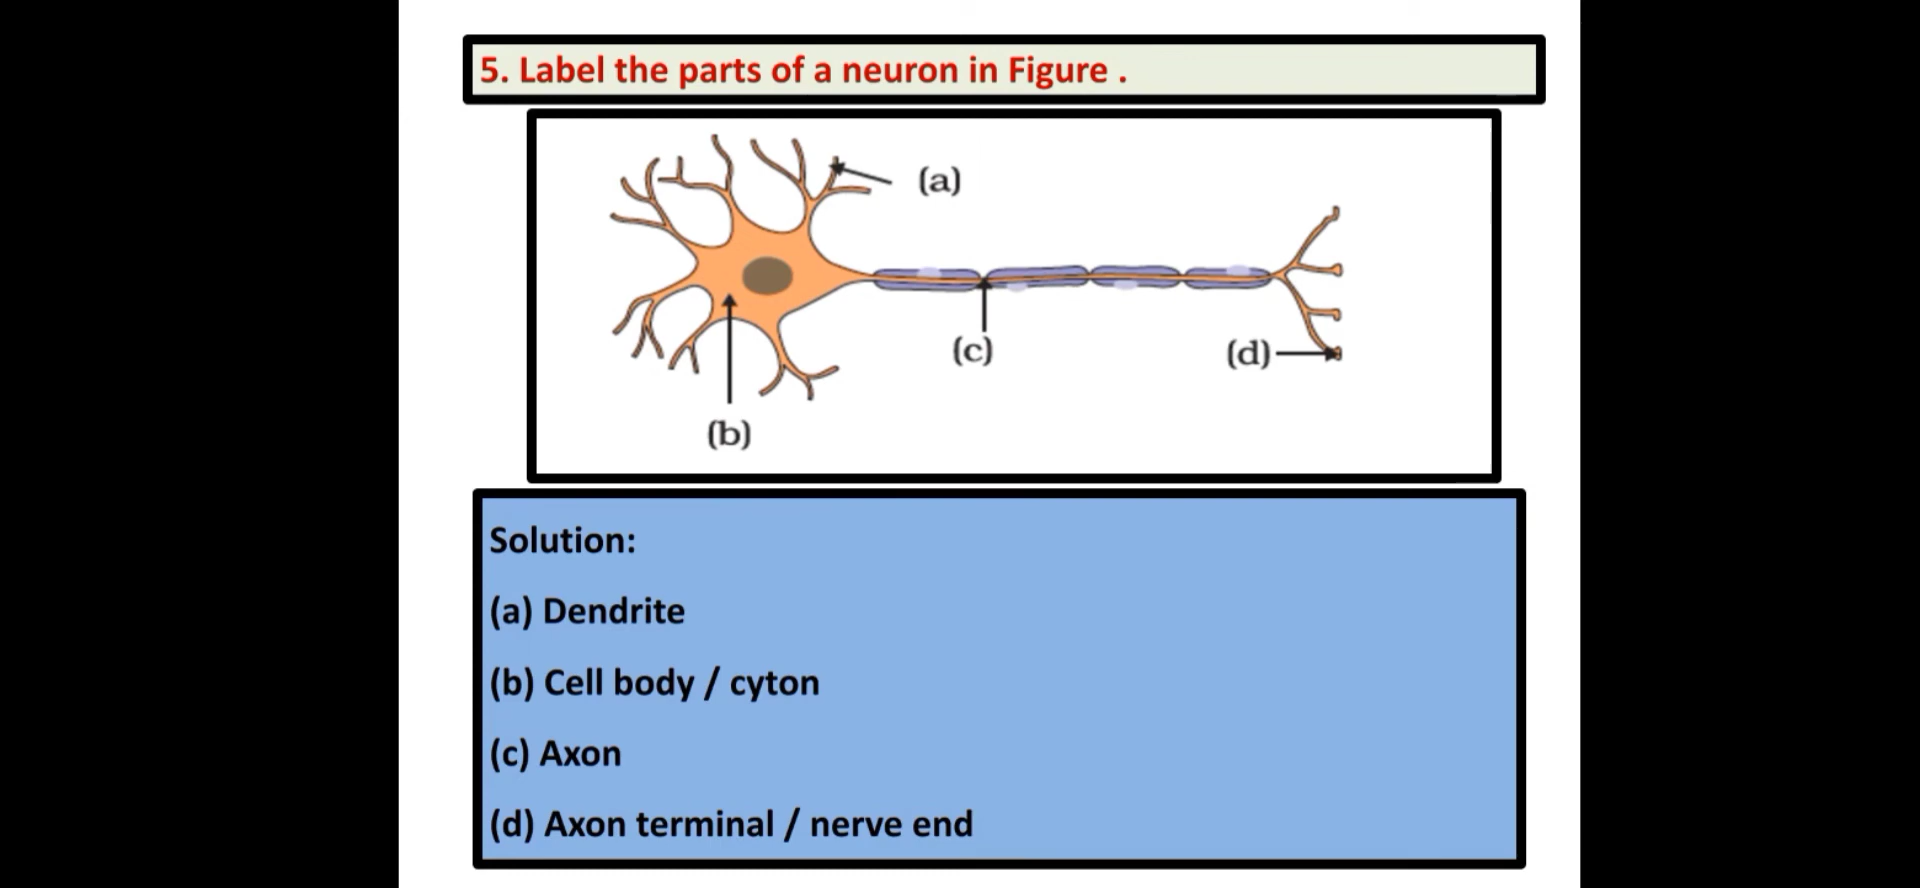 5. Label the parts of a neuron in Figure .
(a)
(c)
(d)
(b)
Solution:
(a) Dendrite
(b) Cell body / cyton
(c) Axon
(d) Axon terminal / nerve end